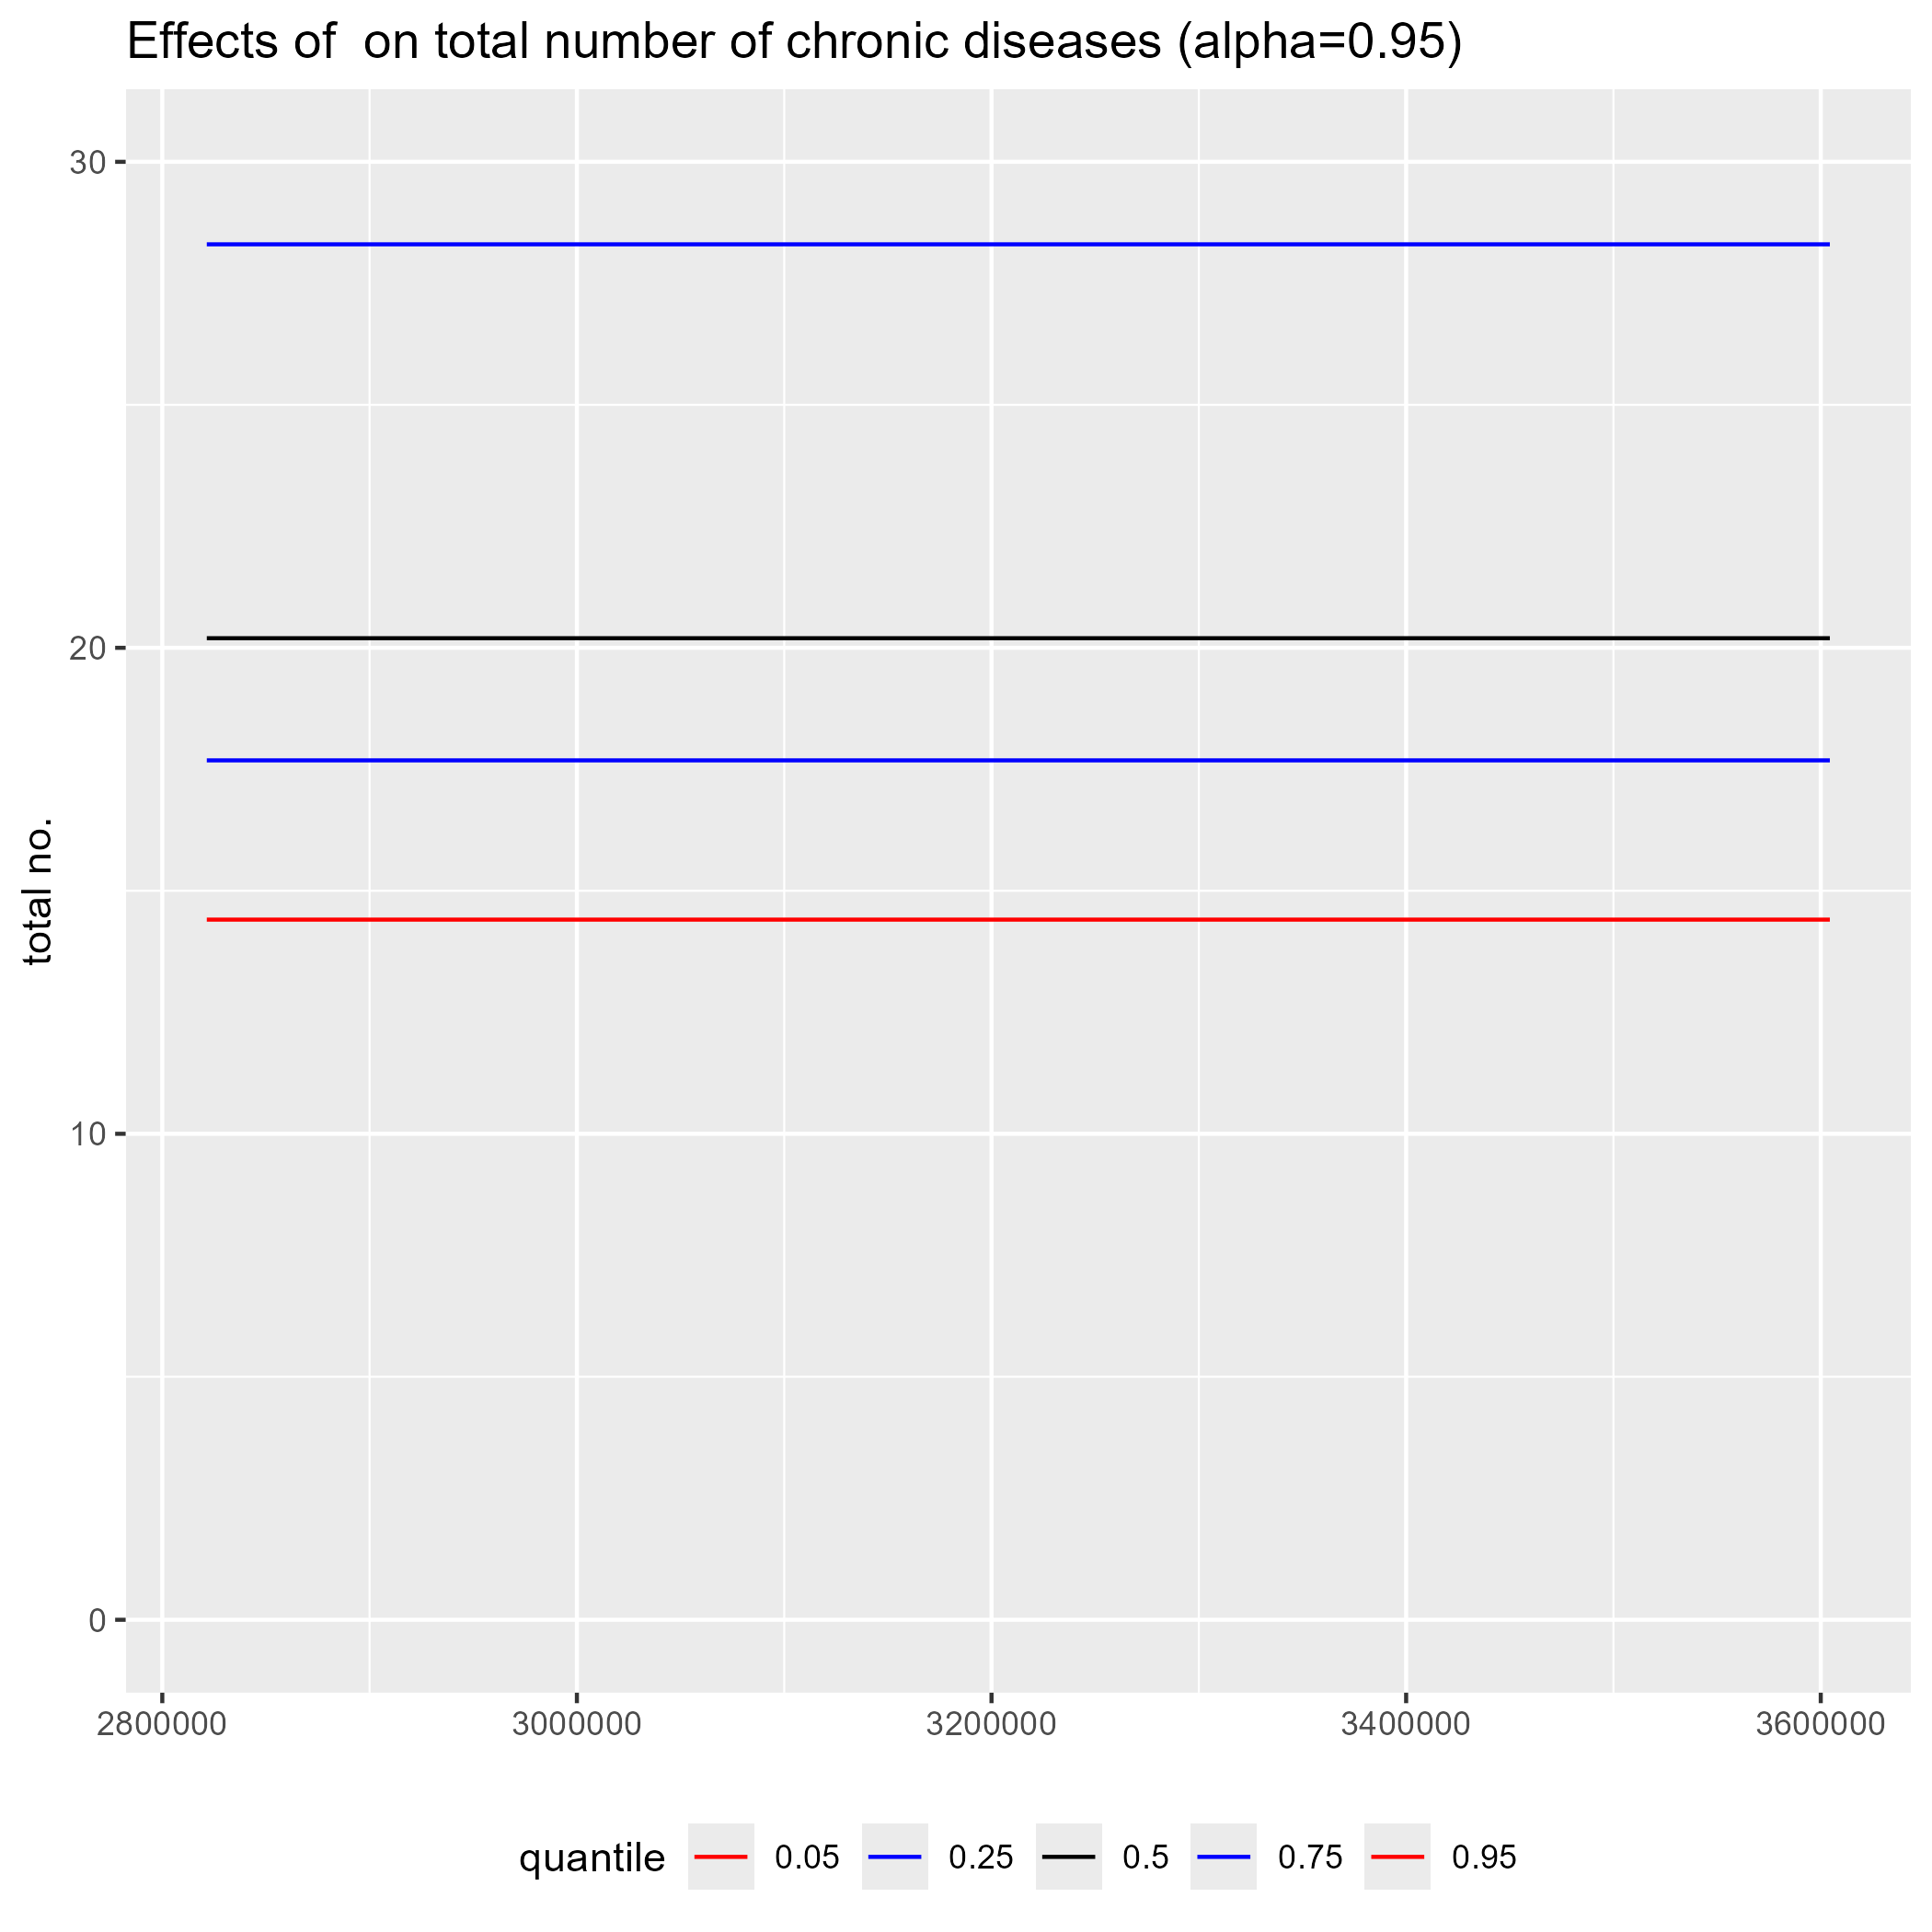 Effects of  on total number of chronic diseases (alpha=0.95)
30
20
10
0
total no.
2800000 3000000 3200000 3400000 3600000
quantile 0.05 0.25 0.5 0.75 0.95